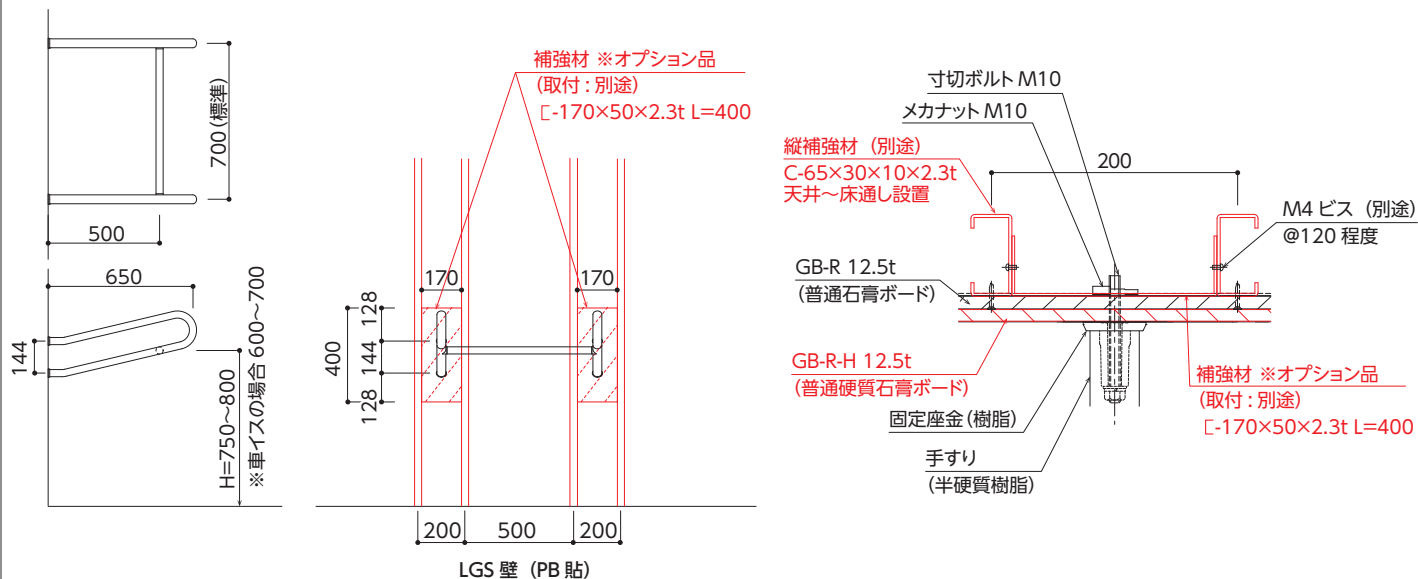 700(標準)
500
650
144
H=750～800
※車イスの場合 600～700
補強材 ※オプション品
(取付：別途)
[-170×50×2.3t L=400
170
170
128
144
128
400
200
500
200
LGS 壁（PB 貼）
寸切ボルト M10
メカナット M10
縦補強材（別途）
C-65×30×10×2.3t
天井～床通し設置
200
M4 ビス（別途）
@120 程度
GB-R 12.5t
(普通石膏ボード)
GB-R-H 12.5t
(普通硬質石膏ボード)
固定座金(樹脂)
手すり
(半硬質樹脂)
補強材 ※オプション品
(取付：別途)
[-170×50×2.3t L=400